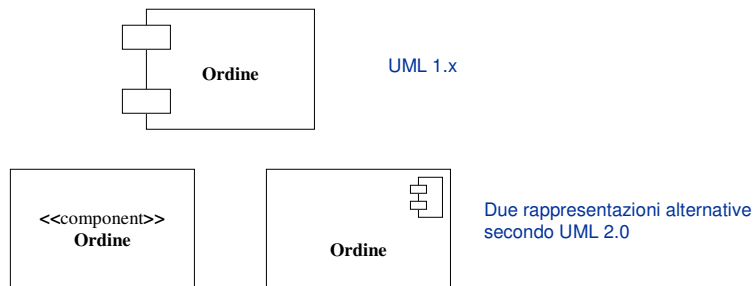 Ordine
UML 1.x
<<component>>
Ordine
Ordine
Due rappresentazioni alternative
secondo UML 2.0